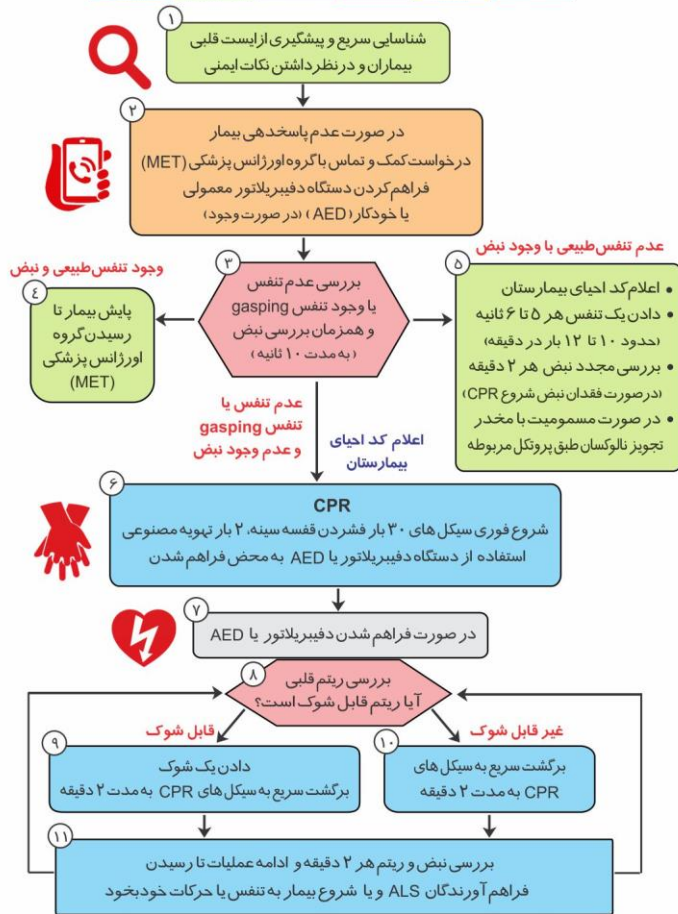 ۱
شناسایی سریع و پیشگیری از ایست قلبی
بیماران و در نظر داشتن نکات ایمنی
۲
در صورت عدم پاسخدهی بیمار
درخواست کمک و تماس با گروه اورژانس پزشکی (MET)
فراهم کردن دستگاه دفیبریلاتور معمولی
یا خودکار (AED) (در صورت وجود)
۳
بررسی عدم تنفس
یا وجود تنفس gasping
و همزمان بررسی نبض
(به مدت ۱۰ ثانیه)
وجود تنفس طبیعی و نبض
٤
پایش بیمار تا
رسیدن گروه
اورژانس پزشکی
(MET)
عدم تنفس طبیعی با وجود نبض
۵
• اعلام کد احیای بیمارستان
• دادن یک تنفس هر ۵ تا ۶ ثانیه
(حدود ۱۰ تا ۱۲ بار در دقیقه)
• بررسی مجدد نبض هر ۲ دقیقه
(درصورت فقدان نبض شروع CPR)
• در صورت مسمومیت با مخدر
تجویز نالوکسان طبق پروتکل مربوطه
عدم تنفس یا
تنفس gasping
و عدم وجود نبض
اعلام کد احیای
بیمارستان
۶
CPR
شروع فوری سیکل های ۳۰ بار فشردن قفسه سینه، ۲ بار تهویه مصنوعی
استفاده از دستگاه دفیبریلاتور یا AED به محض فراهم شدن
۷
در صورت فراهم شدن دفیبریلاتور یا AED
۸
بررسی ریتم قلبی
آیا ریتم قابل شوک است؟
قابل شوک
۹
دادن یک شوک
برگشت سریع به سیکل های CPR به مدت ۲ دقیقه
غیر قابل شوک
۱۰
برگشت سریع به سیکل های
CPR به مدت ۲ دقیقه
۱۱
بررسی نبض و ریتم هر ۲ دقیقه و ادامه عملیات تا رسیدن
فراهم آورندگان ALS و یا شروع بیمار به تنفس یا حرکات خودبخود